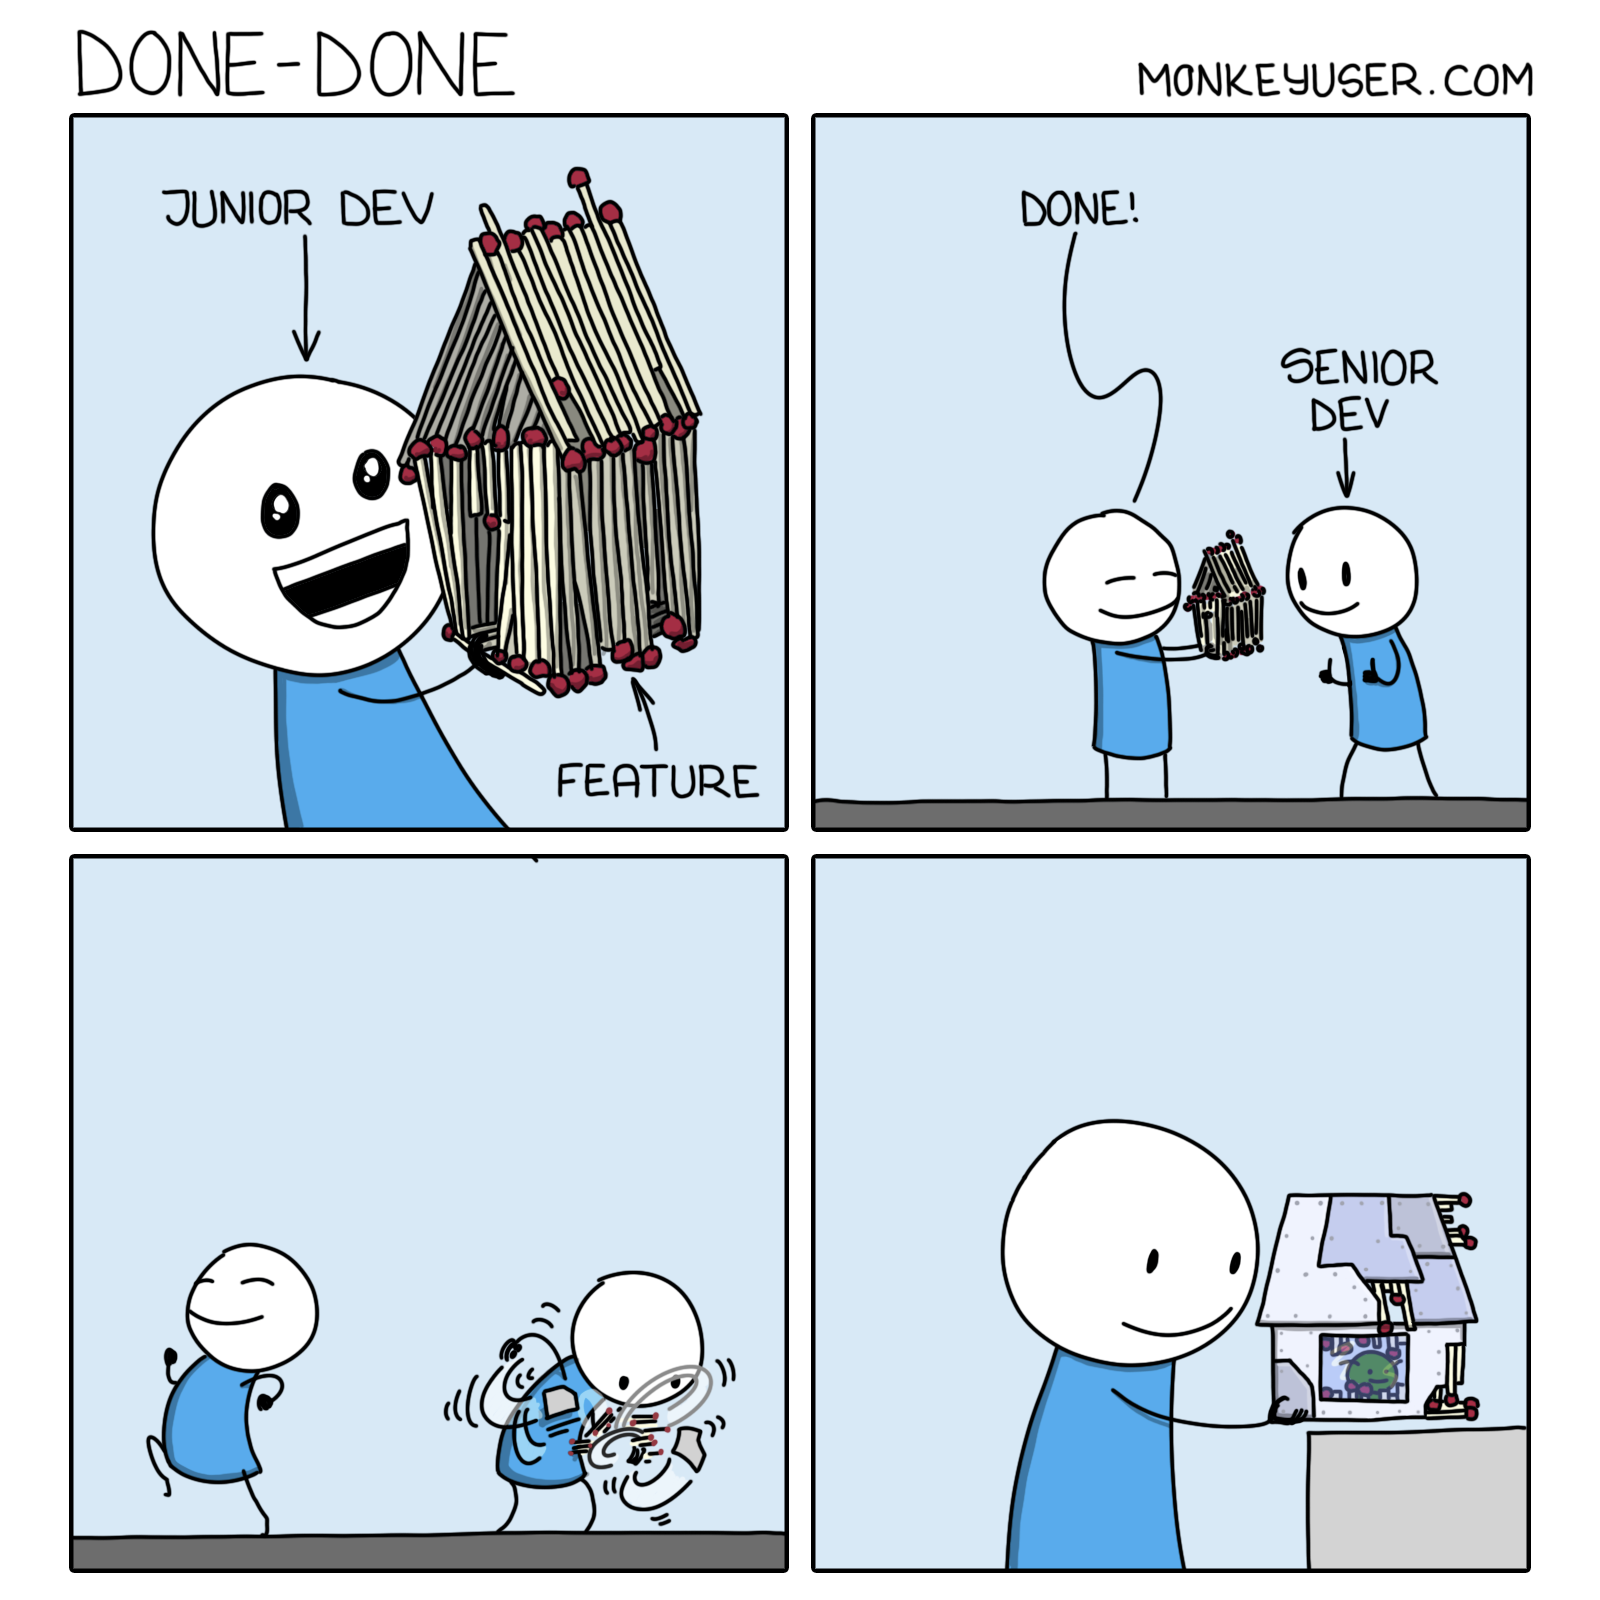 DONE-DONE
MONKEYUSER.COM
JUNIOR DEV
FEATURE
DONE!
SENIOR
DEV